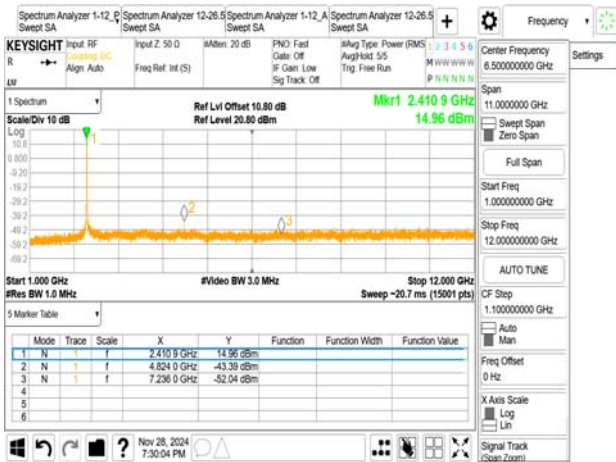 Spectrum Analyzer 1-12_P Spectrum Analyzer 12-26.5 Spectrum Analyzer 1-12_A Spectrum Analyzer 12-26.5
Swept SA Swept SA Swept SA Swept SA
Frequency
KEYSIGHT Input: RF Input Z: 50 Ω #Atten: 20 dB PNO: Fast #Avg Type: Power (RMS 1 2 3 4 5 6
R Coupling: DC Gate: Off Avg|Hold: 5/5 M W W W W W
Align: Auto Freq Ref: Int (S) IF Gain: Low Trig: Free Run
Sig Track: Off P N N N N N
LXI
Settings
1 Spectrum
Mkr1 2.410 9 GHz
Ref Lvl Offset 10.80 dB
Scale/Div 10 dB Ref Level 20.80 dBm 14.96 dBm
Log
10.8
0.800
-9.20
-19.2
-29.2
-39.2
-49.2
-59.2
-69.2
1
2
3
Start 1.000 GHz #Video BW 3.0 MHz Stop 12.000 GHz
#Res BW 1.0 MHz Sweep ~20.7 ms (15001 pts)
5 Marker Table
Mode Trace Scale X Y Function Function Width Function Value
1 N 1 f 2.410 9 GHz 14.96 dBm
2 N 1 f 4.824 0 GHz -43.39 dBm
3 N 1 f 7.236 0 GHz -52.04 dBm
4
5
6
Center Frequency
6.500000000 GHz
Span
11.0000000 GHz
Swept Span
Zero Span
Full Span
Start Freq
1.000000000 GHz
Stop Freq
12.000000000 GHz
AUTO TUNE
CF Step
1.100000000 GHz
Auto
Man
Freq Offset
0 Hz
X Axis Scale
Log
Lin
Signal Track
(Span Zoom)
Nov 28, 2024
7:30:04 PM